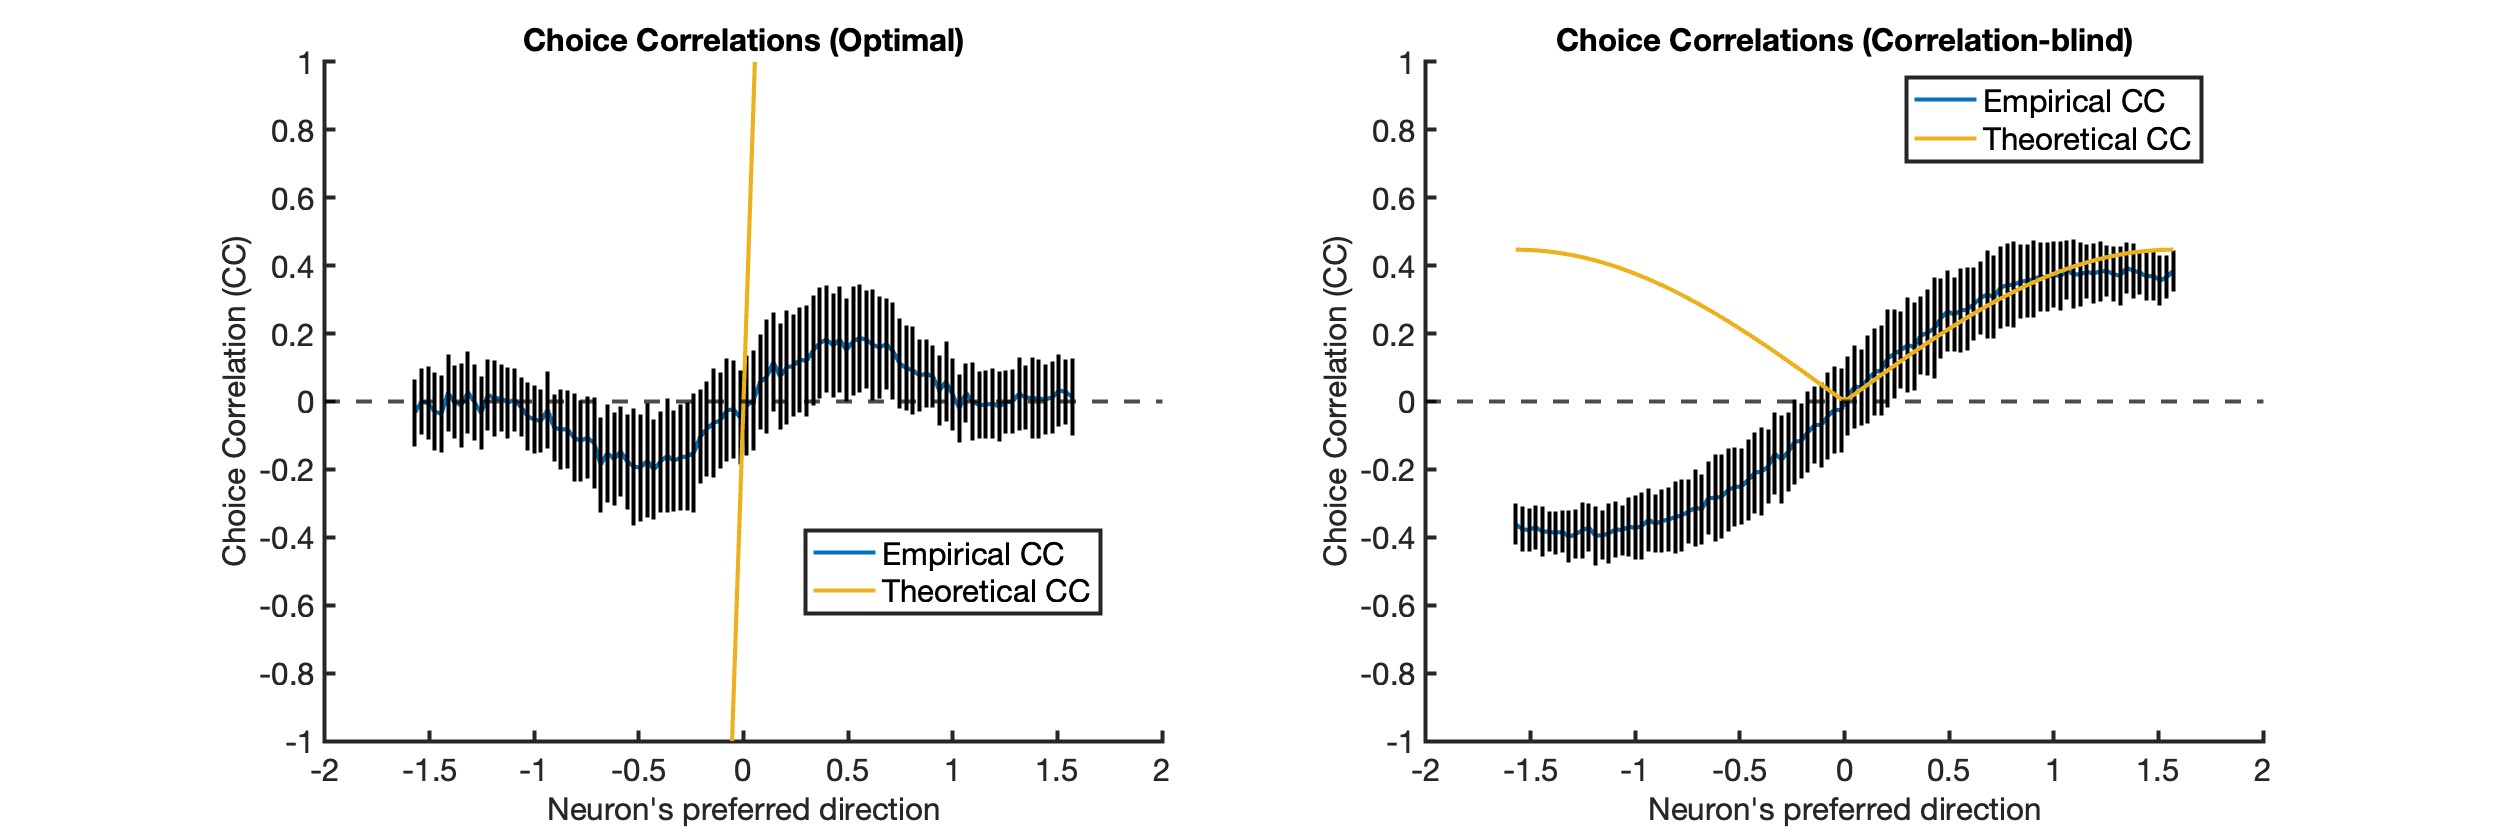 Choice Correlations (Optimal)
1
0.8
0.6
0.4
0.2
0
-0.2
-0.4
-0.6
-0.8
-1
Choice Correlation (CC)
Empirical CC
Theoretical CC
-2 -1.5 -1 -0.5 0 0.5 1 1.5 2
Neuron's preferred direction
Choice Correlations (Correlation-blind)
1
0.8
0.6
0.4
0.2
0
-0.2
-0.4
-0.6
-0.8
-1
Choice Correlation (CC)
Empirical CC
Theoretical CC
-2 -1.5 -1 -0.5 0 0.5 1 1.5 2
Neuron's preferred direction